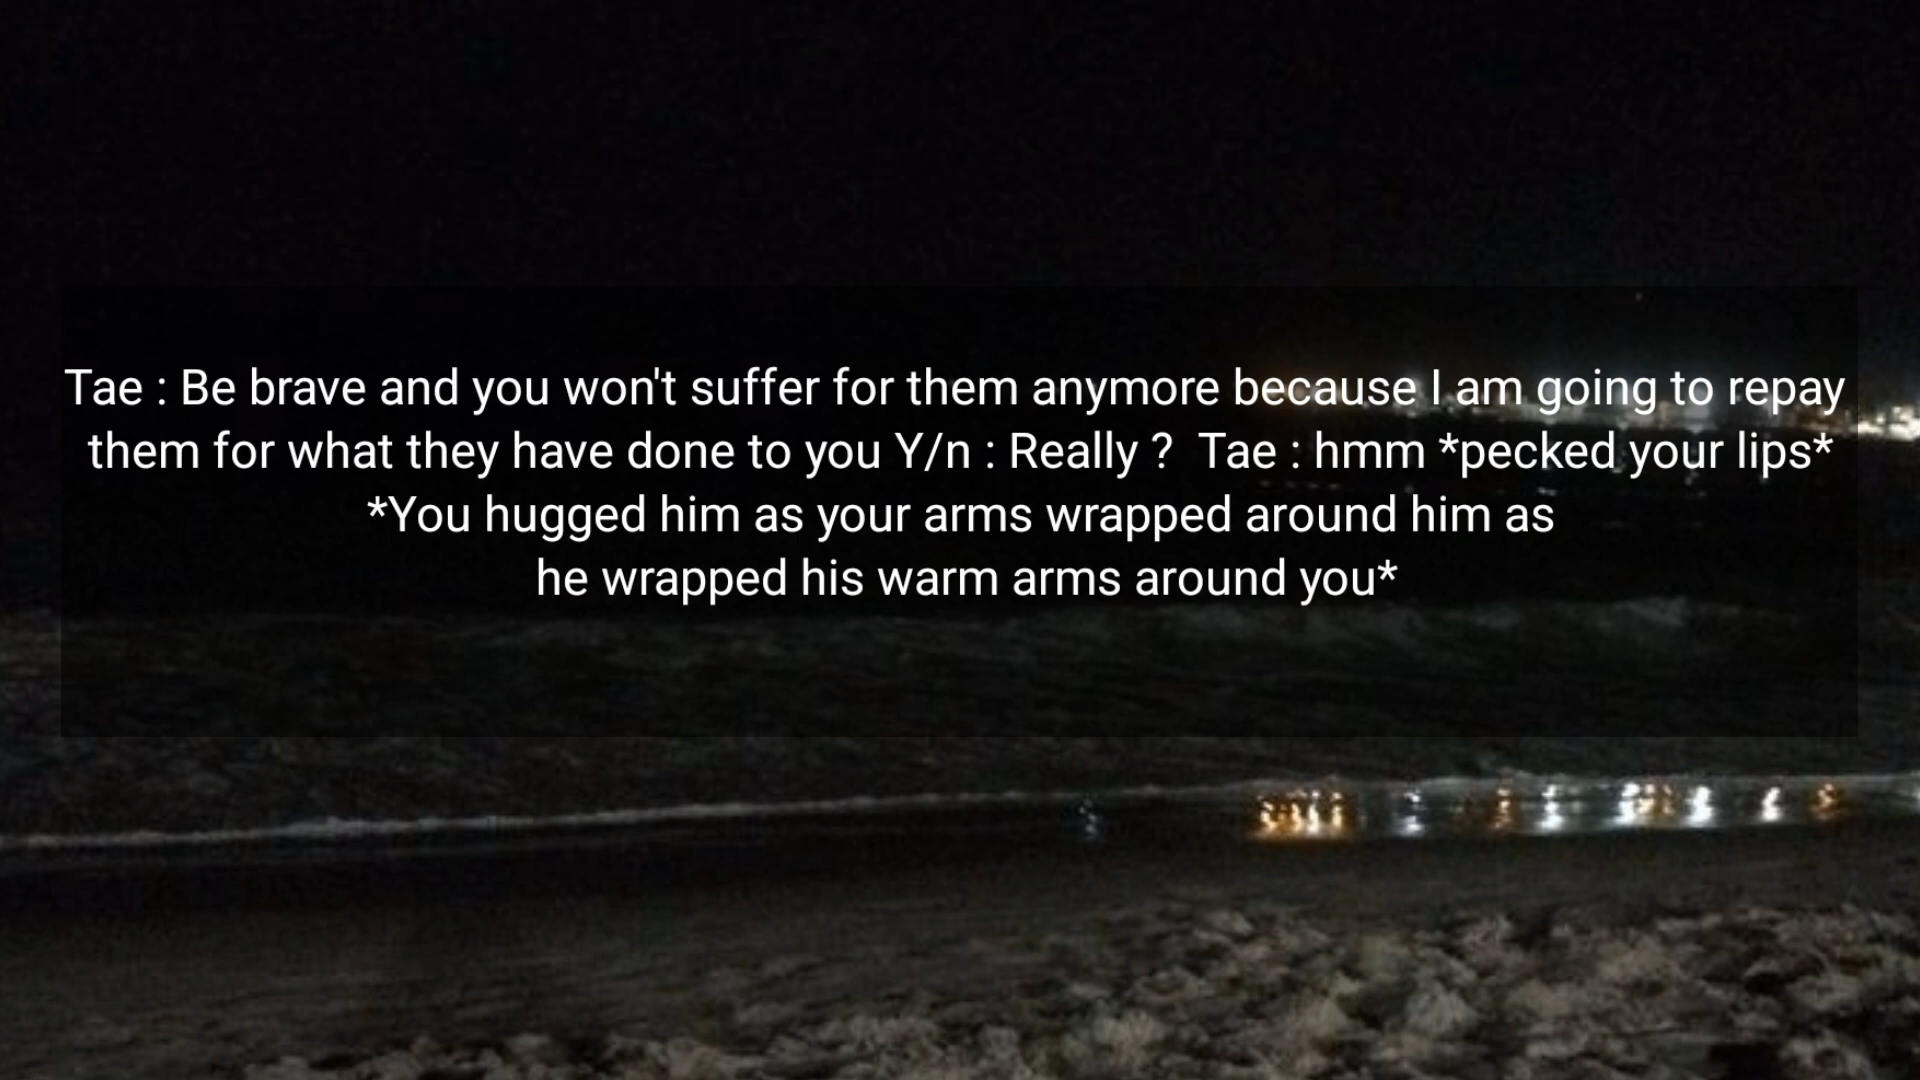 Tae : Be brave and you won't suffer for them anymore because I am going to repay
them for what they have done to you Y/n : Really ?  Tae : hmm *pecked your lips*
*You hugged him as your arms wrapped around him as
he wrapped his warm arms around you*